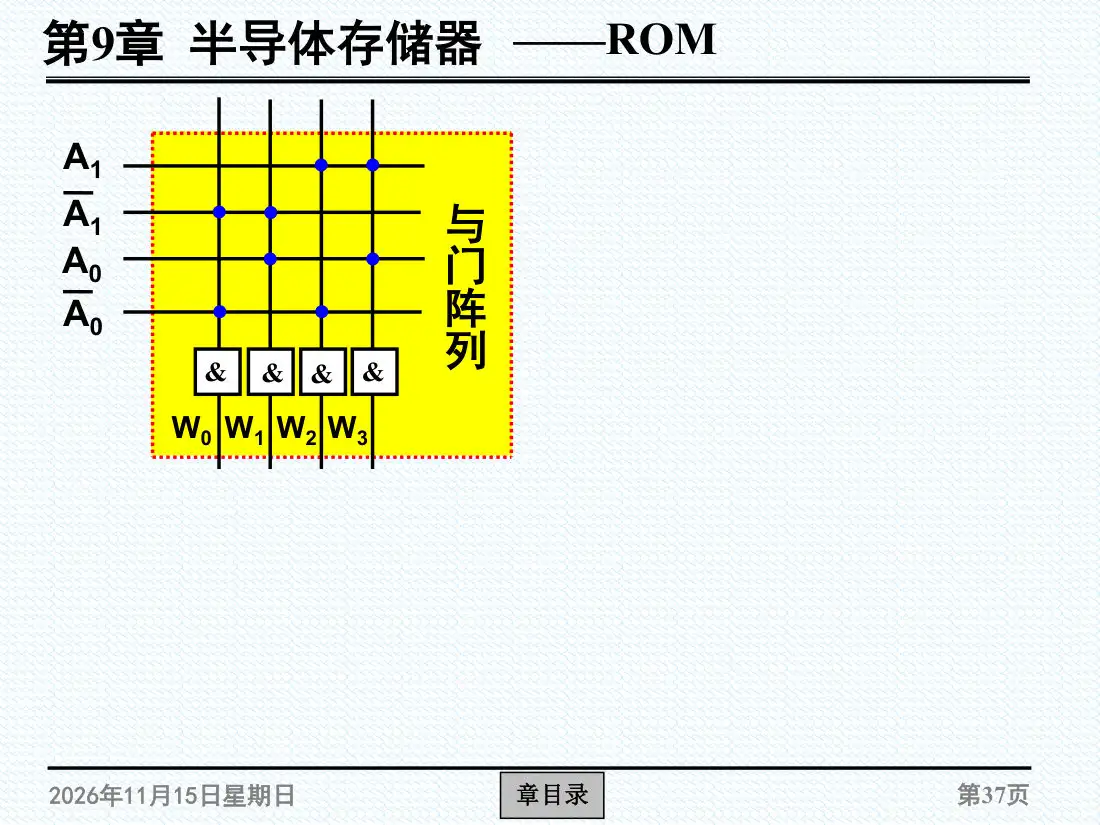 第9章 半导体存储器 ——ROM
A₁
A̅₁
A₀
A̅₀
与门阵列
& & & &
W₀ W₁ W₂ W₃
2026年11月15日星期日 章目录 第37页